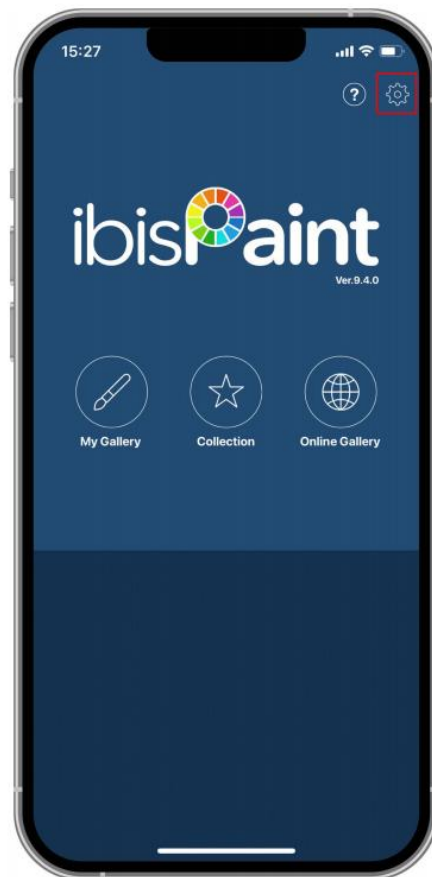 15:27
?
ibisPaint
Ver.9.4.0
My Gallery
Collection
Online Gallery